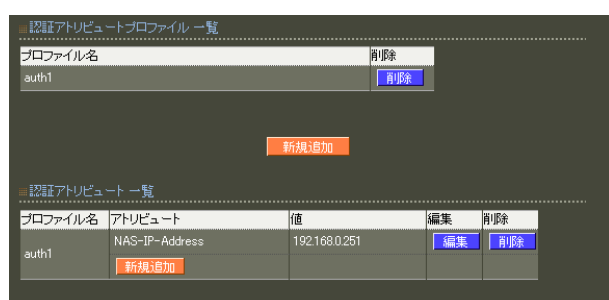 認証アトリビュートプロファイル 一覧
プロファイル名 削除
auth1 削除
新規追加
認証アトリビュート 一覧
プロファイル名 アトリビュート 値 編集 削除
auth1 NAS-IP-Address 192.168.0.251 編集 削除
新規追加